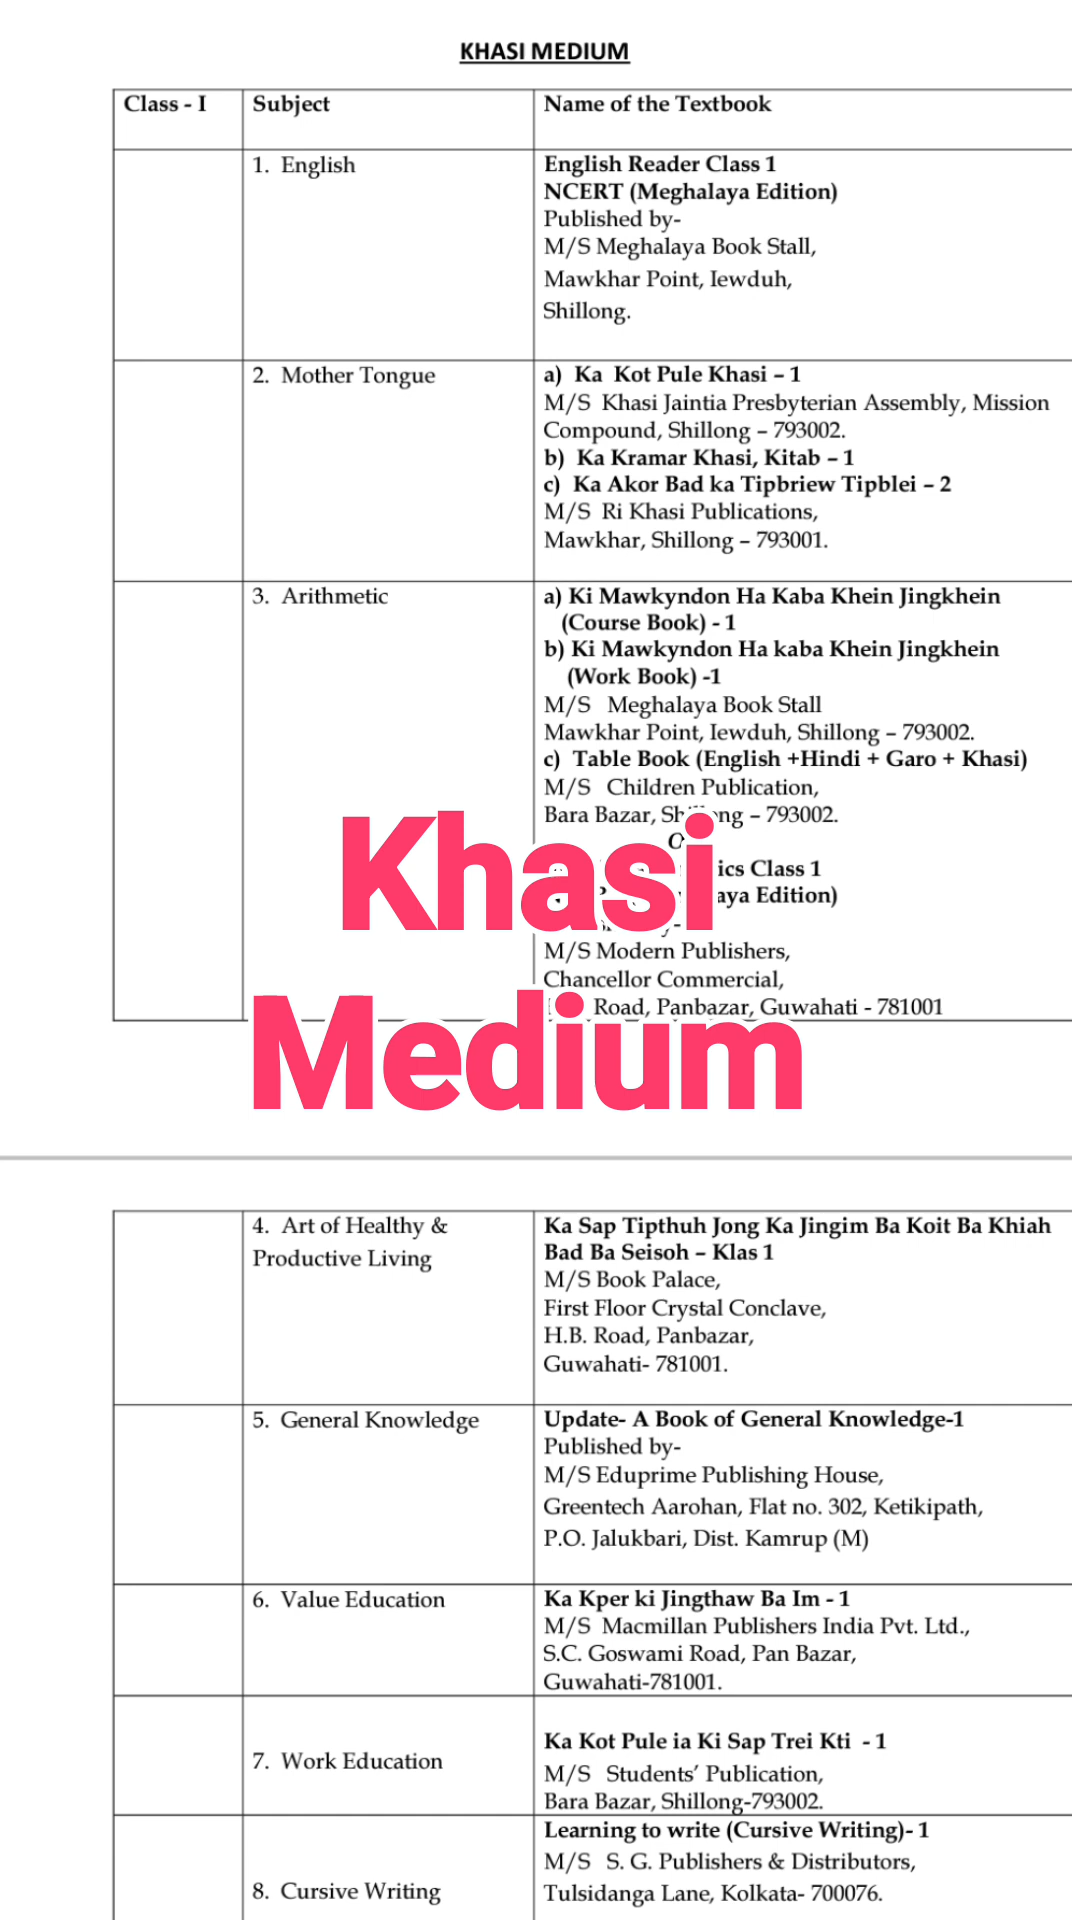 KHASI MEDIUM
Class - I Subject Name of the Textbook
1. English English Reader Class 1
NCERT (Meghalaya Edition)
Published by-
M/S Meghalaya Book Stall,
Mawkhar Point, Iewduh,
Shillong.
2. Mother Tongue a) Ka Kot Pule Khasi – 1
M/S Khasi Jaintia Presbyterian Assembly, Mission
Compound, Shillong – 793002.
b) Ka Kramar Khasi, Kitab – 1
c) Ka Akor Bad ka Tipbriew Tipblei – 2
M/S Ri Khasi Publications,
Mawkhar, Shillong – 793001.
3. Arithmetic a) Ki Mawkyndon Ha Kaba Khein Jingkhein
(Course Book) - 1
b) Ki Mawkyndon Ha kaba Khein Jingkhein
(Work Book) -1
M/S Meghalaya Book Stall
Mawkhar Point, Iewduh, Shillong – 793002.
c) Table Book (English +Hindi + Garo + Khasi)
M/S Children Publication,
Bara Bazar, – 793002.
Khasi
Class 1
Edition)
M/S Modern Publishers,
Chancellor Commercial,
Road, Panbazar, Guwahati - 781001
Medium
4. Art of Healthy & Ka Sap Tipthuh Jong Ka Jingim Ba Koit Ba Khiah
Productive Living Bad Ba Seisoh – Klas 1
M/S Book Palace,
First Floor Crystal Conclave,
H.B. Road, Panbazar,
Guwahati- 781001.
5. General Knowledge Update- A Book of General Knowledge-1
Published by-
M/S Eduprime Publishing House,
Greentech Aarohan, Flat no. 302, Ketikipath,
P.O. Jalukbari, Dist. Kamrup (M)
6. Value Education Ka Kper ki Jingthaw Ba Im - 1
M/S Macmillan Publishers India Pvt. Ltd.,
S.C. Goswami Road, Pan Bazar,
Guwahati-781001.
Ka Kot Pule ia Ki Sap Trei Kti - 1
7. Work Education M/S Students’ Publication,
Bara Bazar, Shillong-793002.
Learning to write (Cursive Writing)- 1
M/S S. G. Publishers & Distributors,
8. Cursive Writing Tulsidanga Lane, Kolkata- 700076.